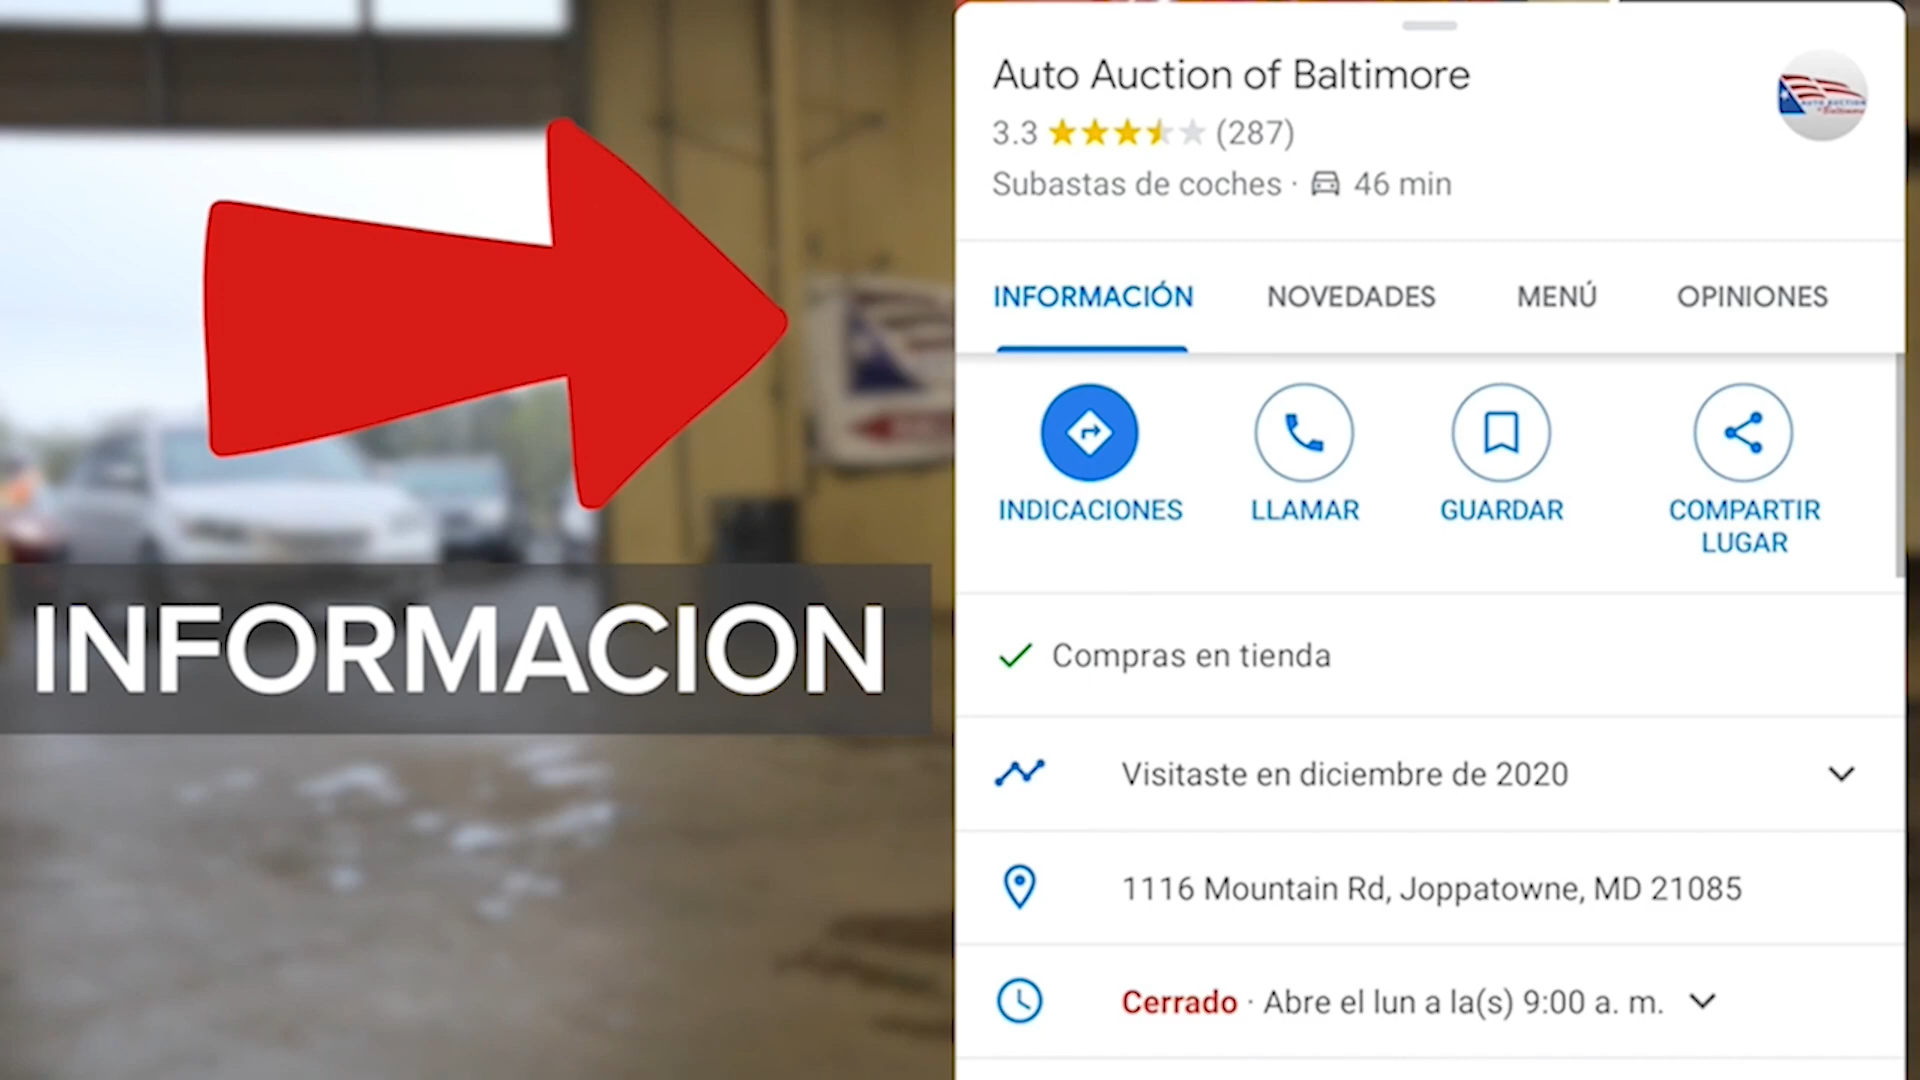 INFORMACION
Auto Auction of Baltimore
3.3 (287)
Subastas de coches · 46 min
INFORMACIÓN NOVEDADES MENÚ OPINIONES
INDICACIONES LLAMAR GUARDAR COMPARTIR
LUGAR
Compras en tienda
Visitaste en diciembre de 2020
1116 Mountain Rd, Joppatowne, MD 21085
Cerrado · Abre el lun a la(s) 9:00 a. m.